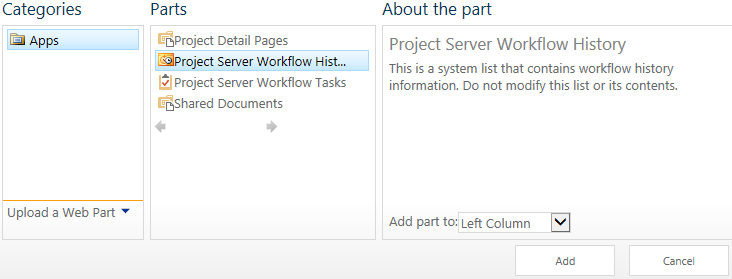 Categories
Apps
Upload a Web Part
Parts
Project Detail Pages
Project Server Workflow Hist...
Project Server Workflow Tasks
Shared Documents
About the part
Project Server Workflow History
This is a system list that contains workflow history
information. Do not modify this list or its contents.
Add part to: Left Column
Add
Cancel